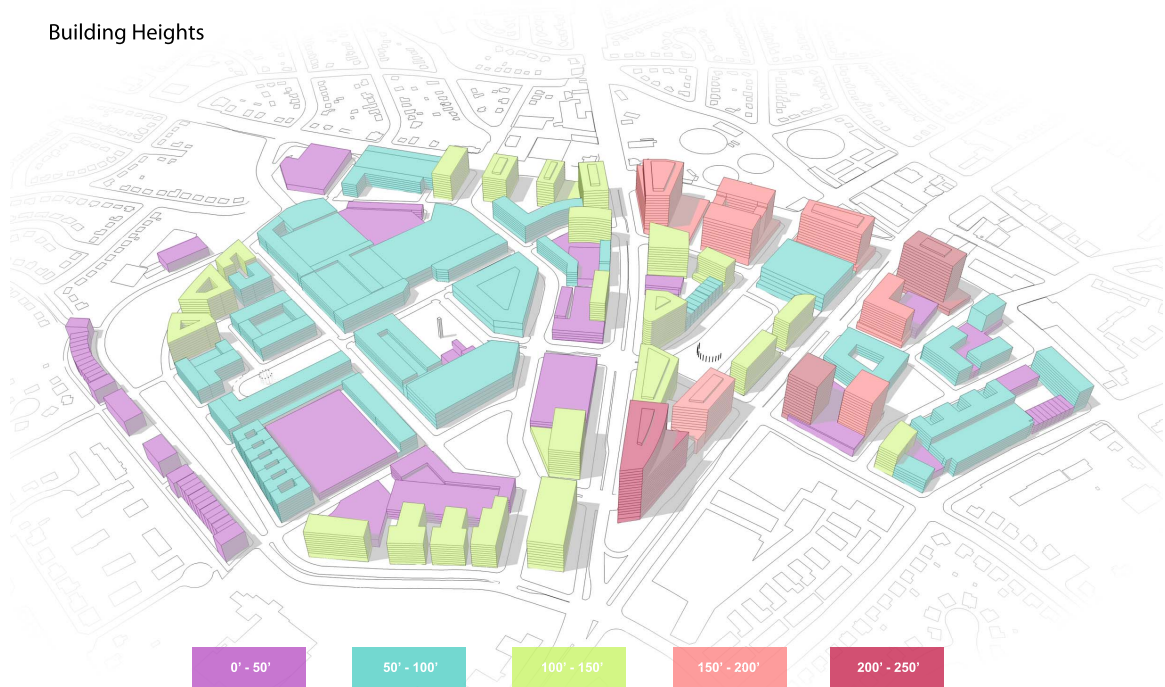 Building Heights
0’ - 50’
50’ - 100’
100’ - 150’
150’ - 200’
200’ - 250’